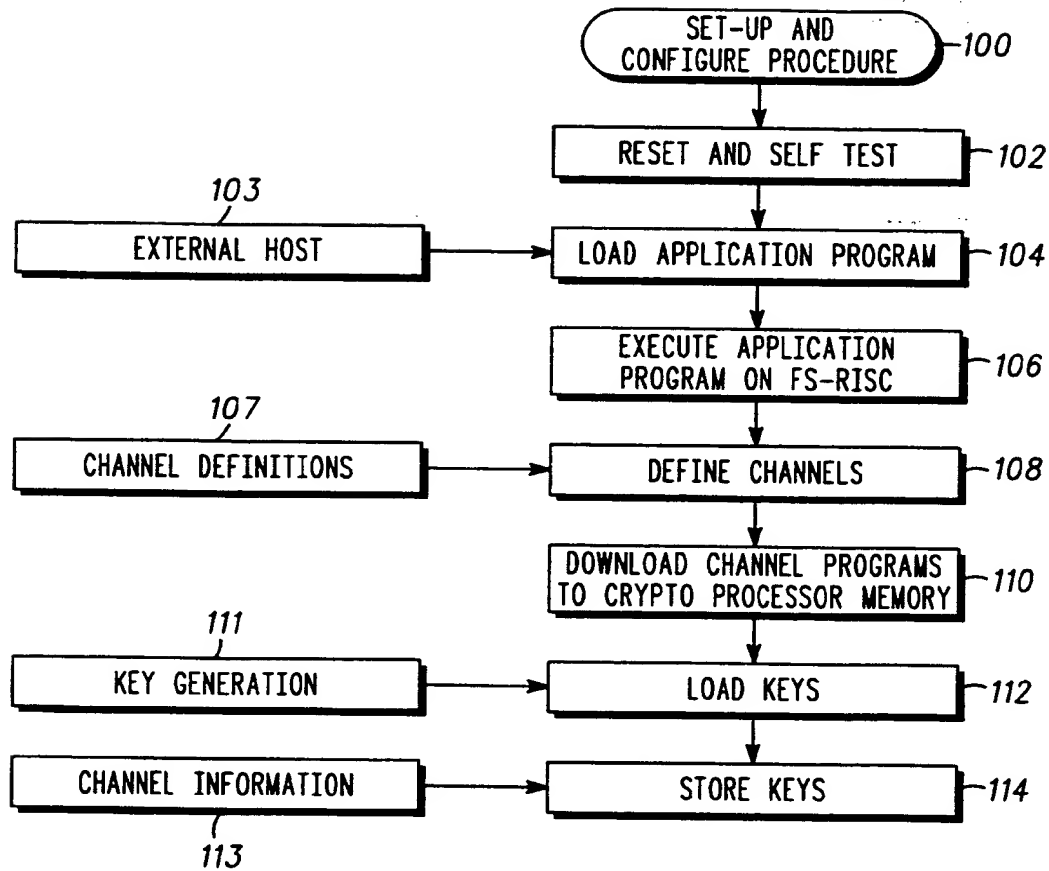 SET-UP AND
CONFIGURE PROCEDURE
100
RESET AND SELF TEST
102
103
EXTERNAL HOST
LOAD APPLICATION PROGRAM
104
EXECUTE APPLICATION
PROGRAM ON FS-RISC
106
107
CHANNEL DEFINITIONS
DEFINE CHANNELS
108
DOWNLOAD CHANNEL PROGRAMS
TO CRYPTO PROCESSOR MEMORY
110
111
KEY GENERATION
LOAD KEYS
112
CHANNEL INFORMATION
STORE KEYS
114
113